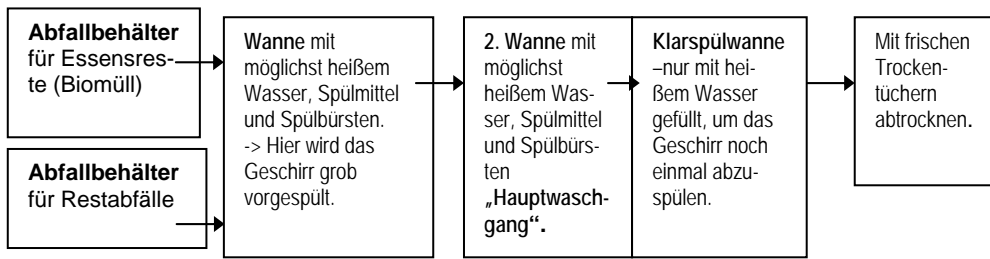 Abfallbehälter
für Essensres-
te (Biomüll)
Abfallbehälter
für Restabfälle
Wanne mit
möglichst heißem
Wasser, Spülmittel
und Spülbürsten.
-> Hier wird das
Geschirr grob
vorgespült.
2. Wanne mit
möglichst
heißem Was-
ser, Spülmittel
und Spülbürs-
ten
„Hauptwasch-
gang“.
Klarspülwanne
–nur mit hei-
ßem Wasser
gefüllt, um das
Geschirr noch
einmal abzu-
spülen.
Mit frischen
Trocken-
tüchern
abtrocknen.